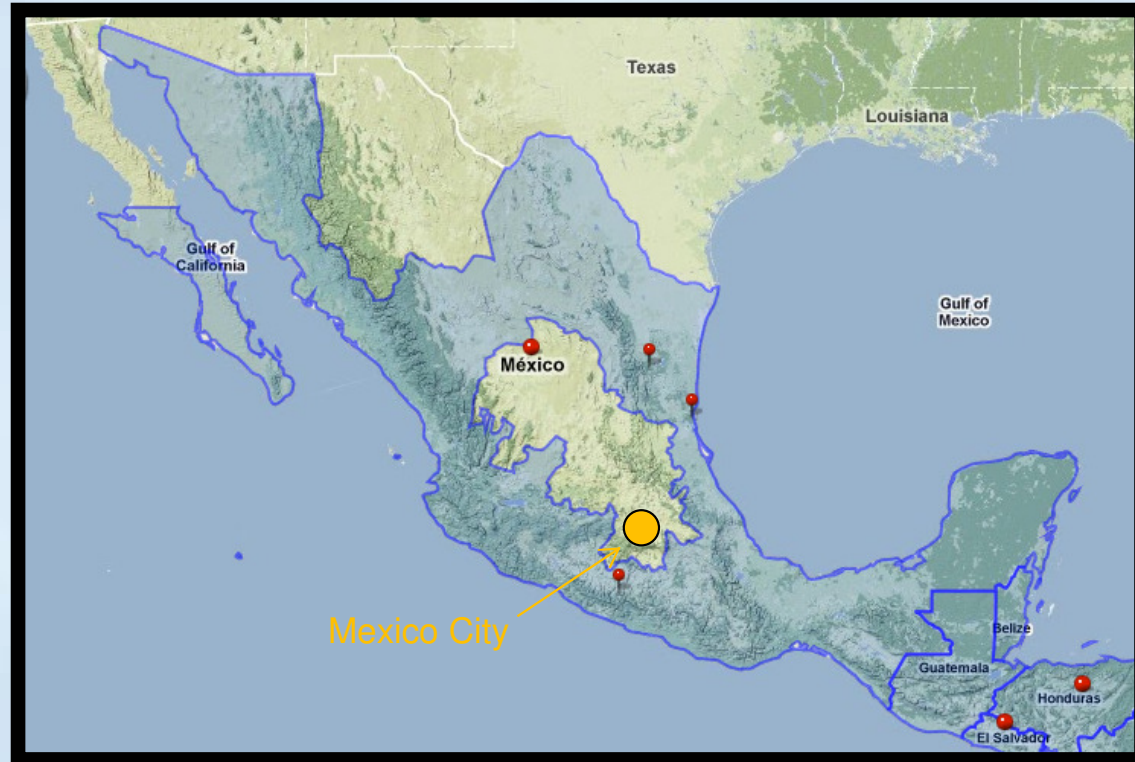 Texas
Louisiana
Gulf of
California
Gulf of
Mexico
México
Mexico City
Belize
Guatemala
Honduras
El Salvador